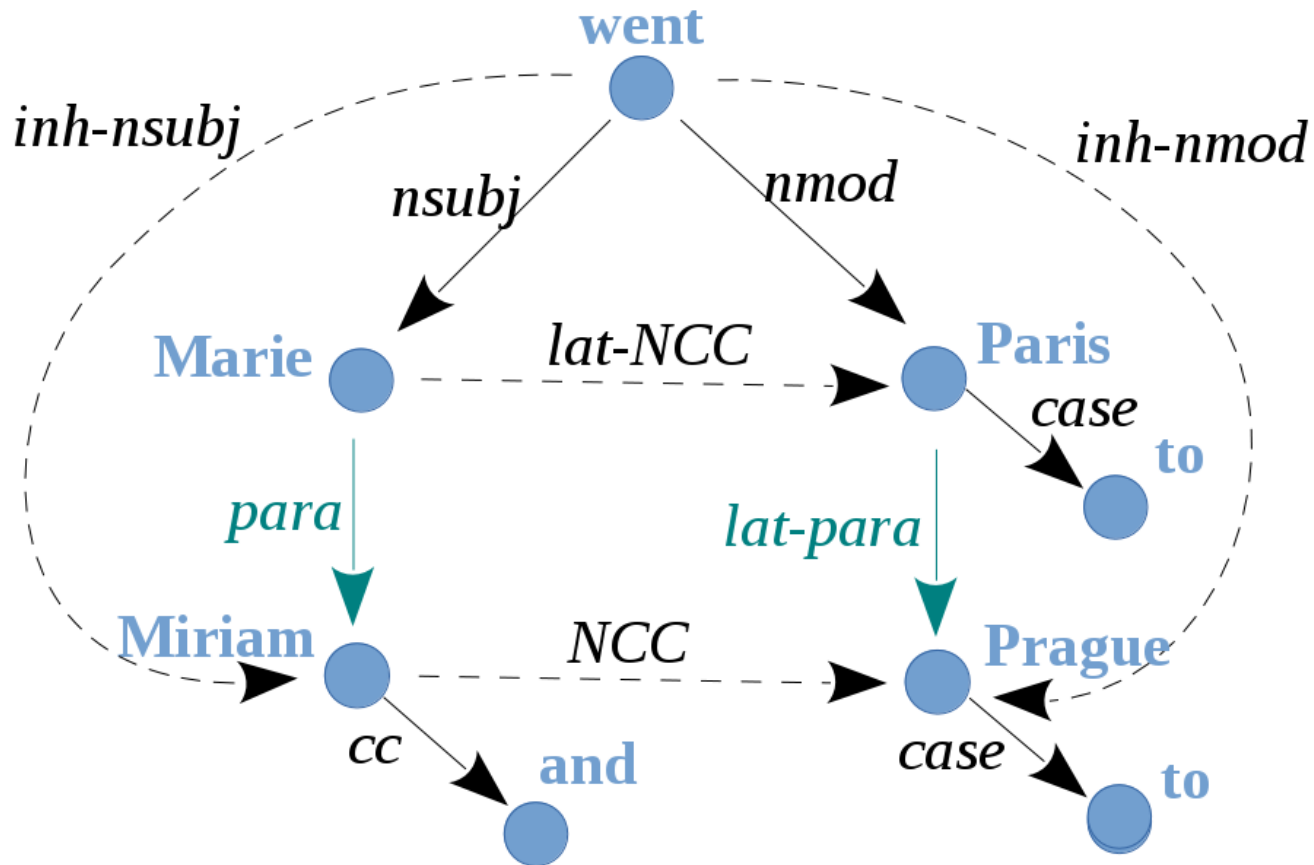 went
inh-nsubj
inh-nmod
nsubj
nmod
Marie
lat-NCC
Paris
case
to
para
lat-para
Miriam
NCC
Prague
cc
case
and
to